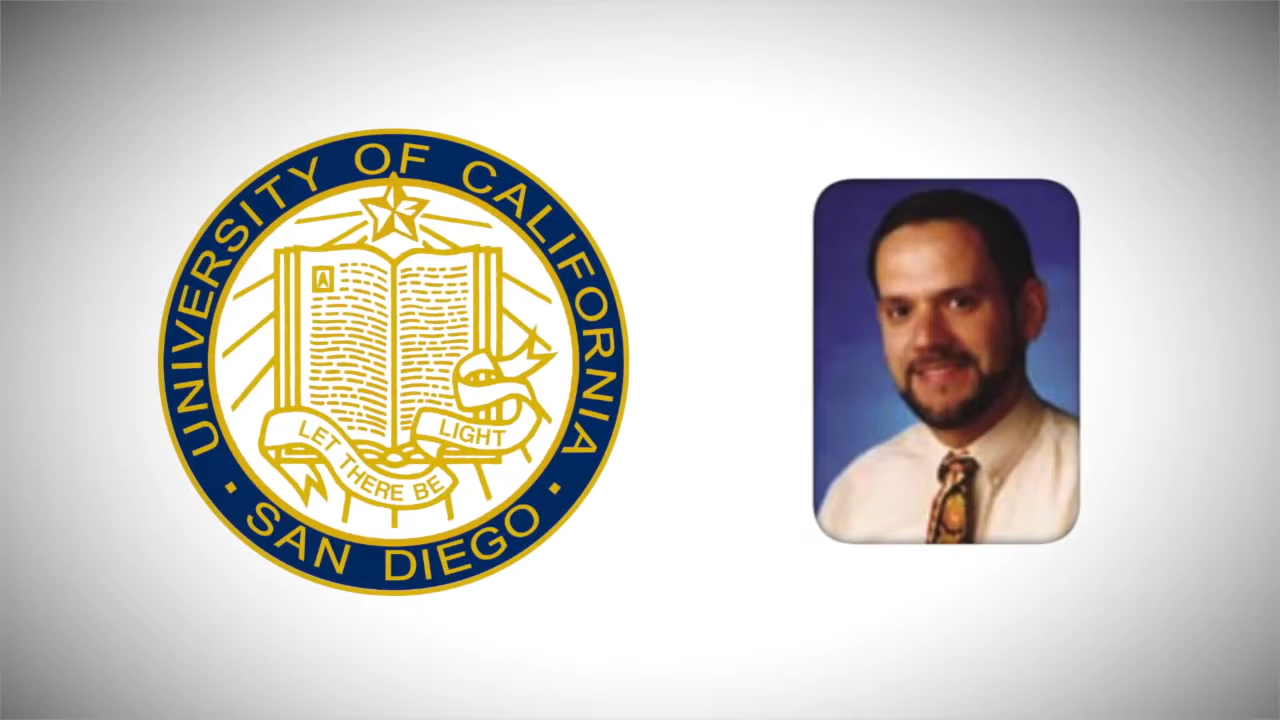 UNIVERSITY OF CALIFORNIA
SAN DIEGO
A
LET THERE BE
LIGHT